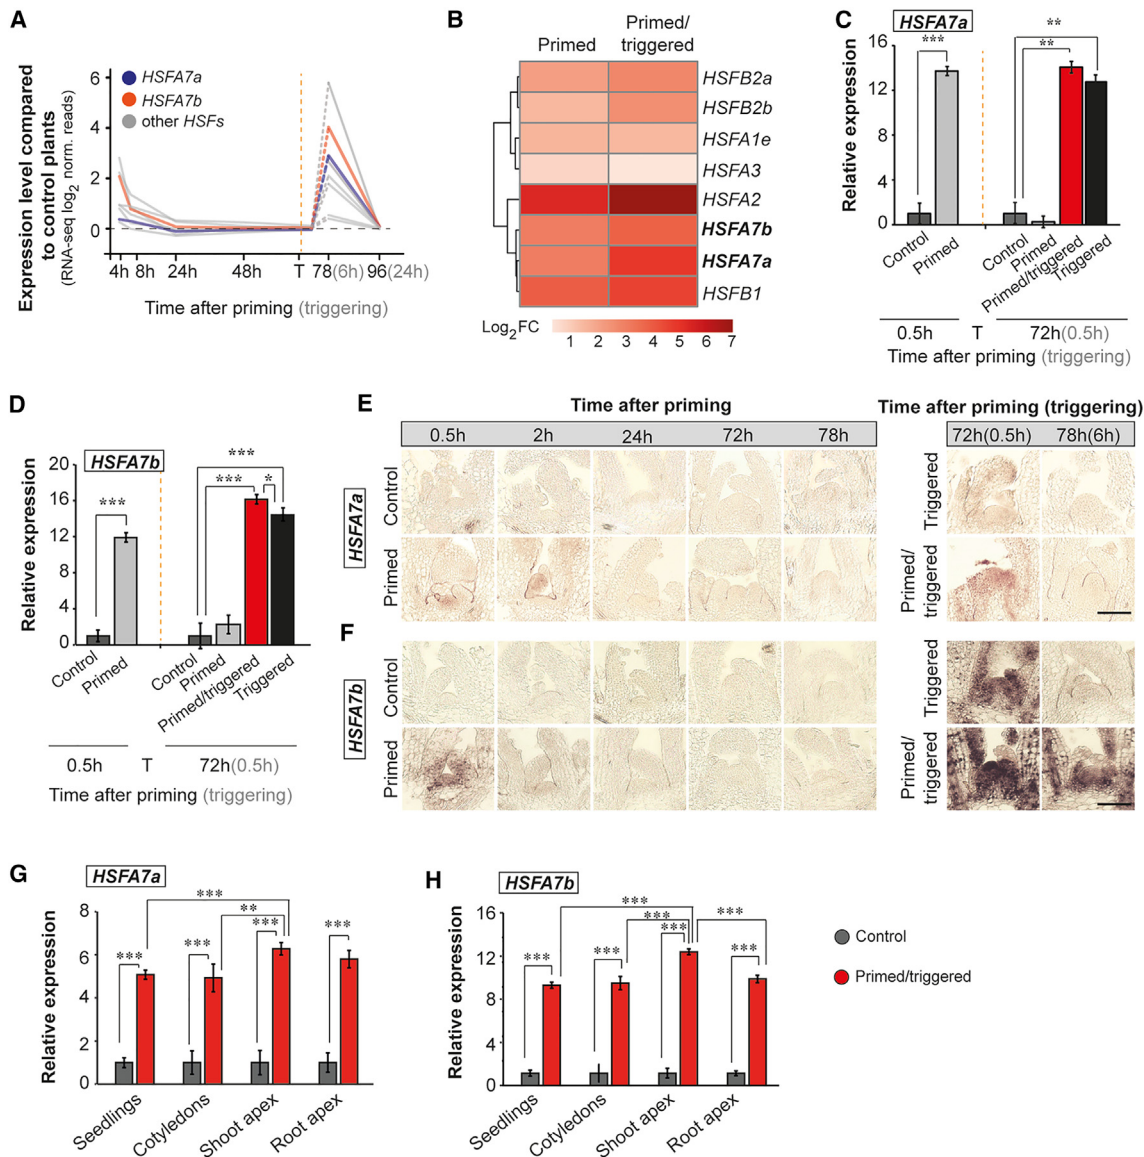 A
Expression level compared
to control plants
(RNA-seq log2 norm. reads)
6
4
2
0
HSFA7a
HSFA7b
other HSFs
4h 8h 24h 48h T 78(6h) 96(24h)
Time after priming (triggering)
B
Primed Primed/
triggered
HSFB2a
HSFB2b
HSFA1e
HSFA3
HSFA2
HSFA7b
HSFA7a
HSFB1
Log2FC
1 2 3 4 5 6 7
C
HSFA7a
Relative expression
16
12
8
4
0
***
**
**
Control
Primed
Control
Primed
Primed/triggered
Triggered
0.5h T 72h(0.5h)
Time after priming (triggering)
D
HSFA7b
Relative expression
20
16
12
8
4
0
***
***
***
*
Control
Primed
Control
Primed
Primed/triggered
Triggered
0.5h T 72h(0.5h)
Time after priming (triggering)
E
Time after priming
0.5h 2h 24h 72h 78h
Time after priming (triggering)
72h(0.5h) 78h(6h)
HSFA7a
Control
Primed
Triggered
Primed/
triggered
F
HSFA7b
Control
Primed
Triggered
Primed/
triggered
G
HSFA7a
Relative expression
8
6
4
2
0
***
**
***
***
***
***
Seedlings
Cotyledons
Shoot apex
Root apex
H
HSFA7b
Relative expression
16
12
8
4
0
***
***
***
***
***
***
***
Seedlings
Cotyledons
Shoot apex
Root apex
Control
Primed/triggered